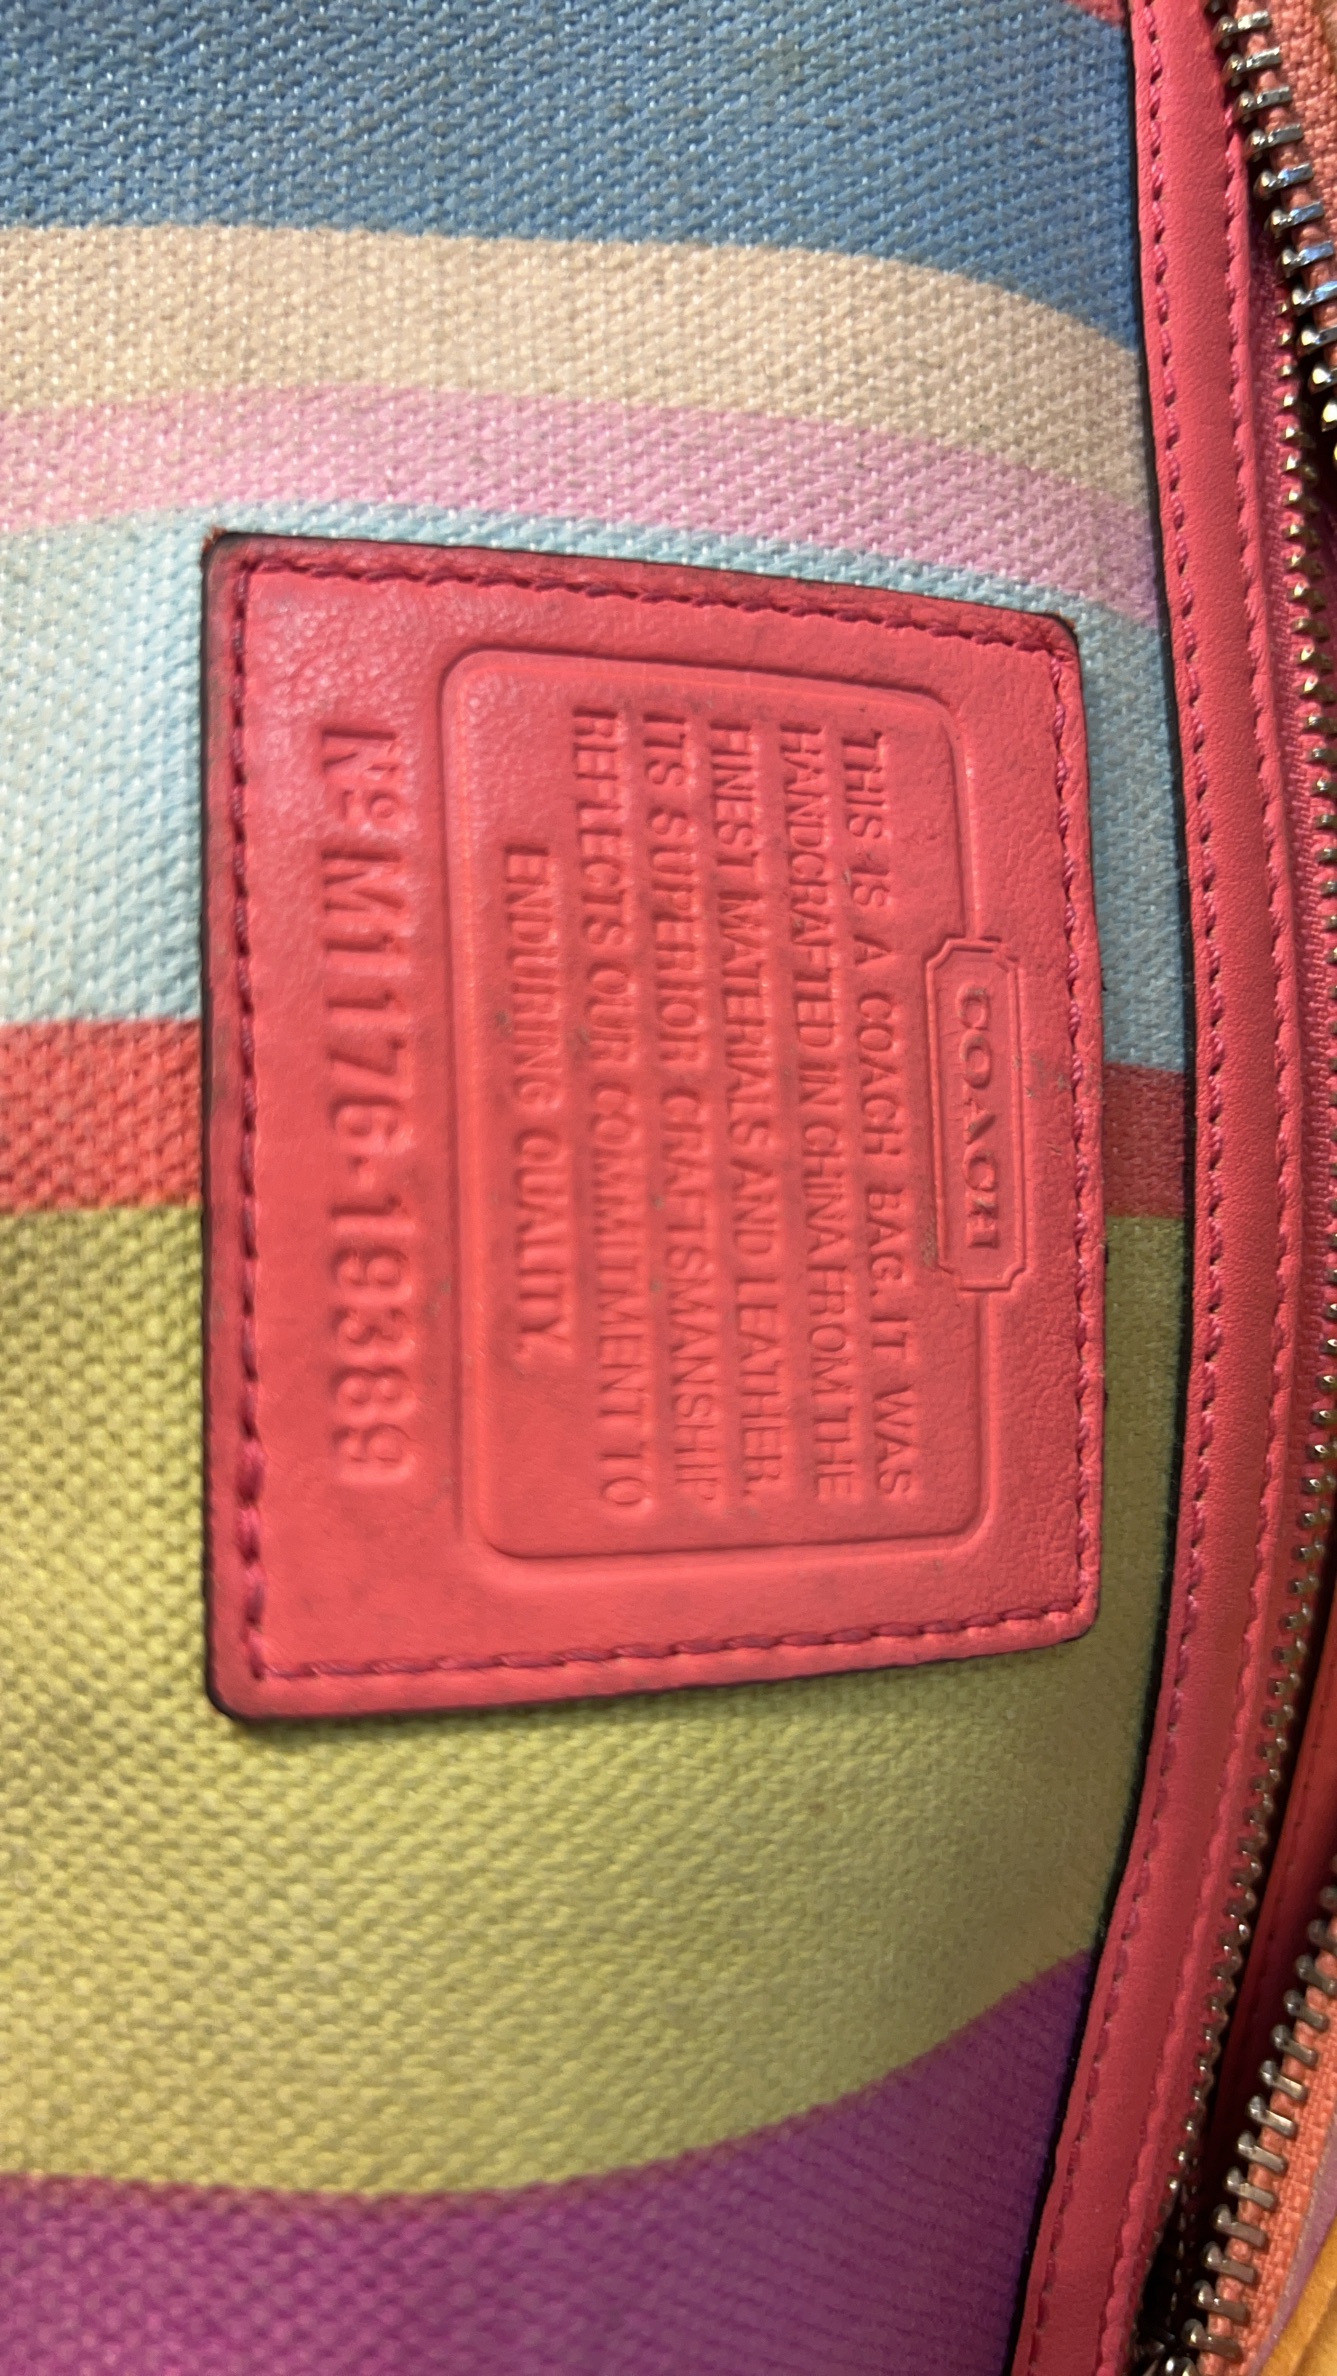 COACH
THIS IS A COACH BAG. IT WAS
HANDCRAFTED IN CHINA FROM THE
FINEST MATERIALS AND LEATHER.
ITS SUPERIOR CRAFTSMANSHIP
REFLECTS OUR COMMITMENT TO
ENDURING QUALITY.
Nº M1176-19389